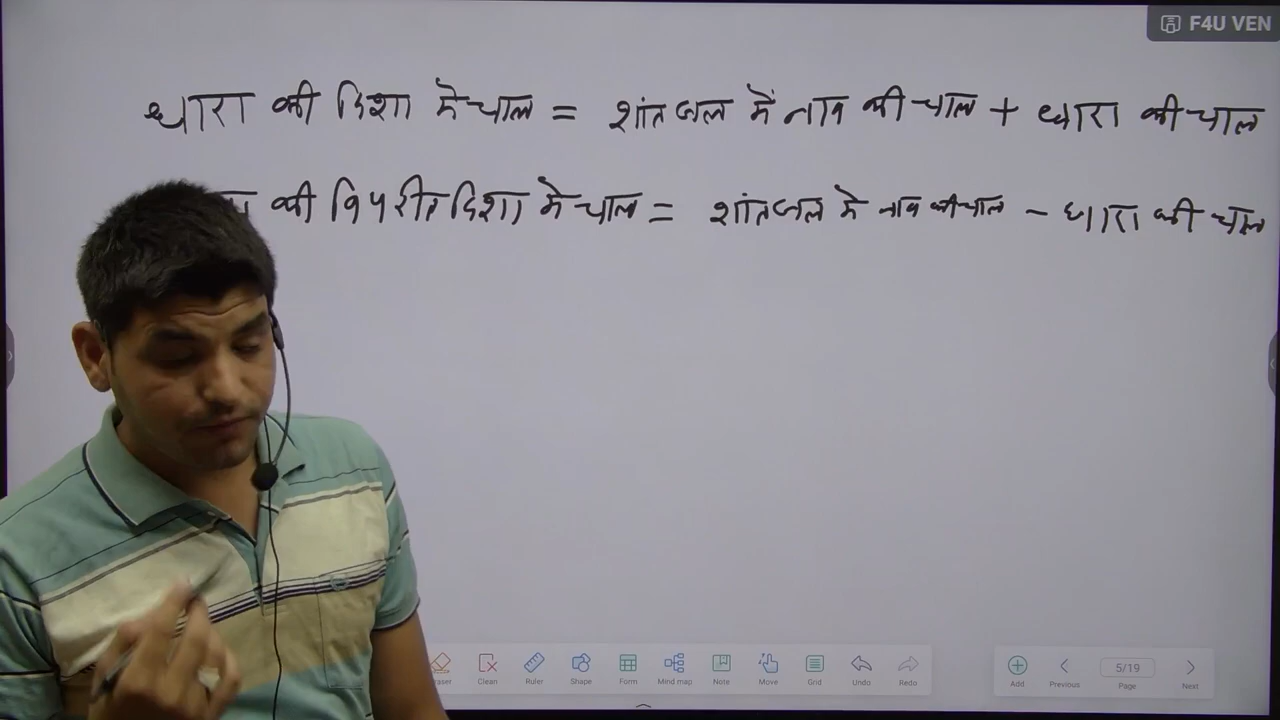 F4U VEN
धारा की दिशा में चाल = शांत जल में नाव की चाल + धारा की चाल
की विपरीत दिशा में चाल = शांत जल में नाव की चाल - धारा की चाल
Clean Ruler Shape Form Mind map Note Move Grid Undo Redo
Add Previous 5/19 Page Next